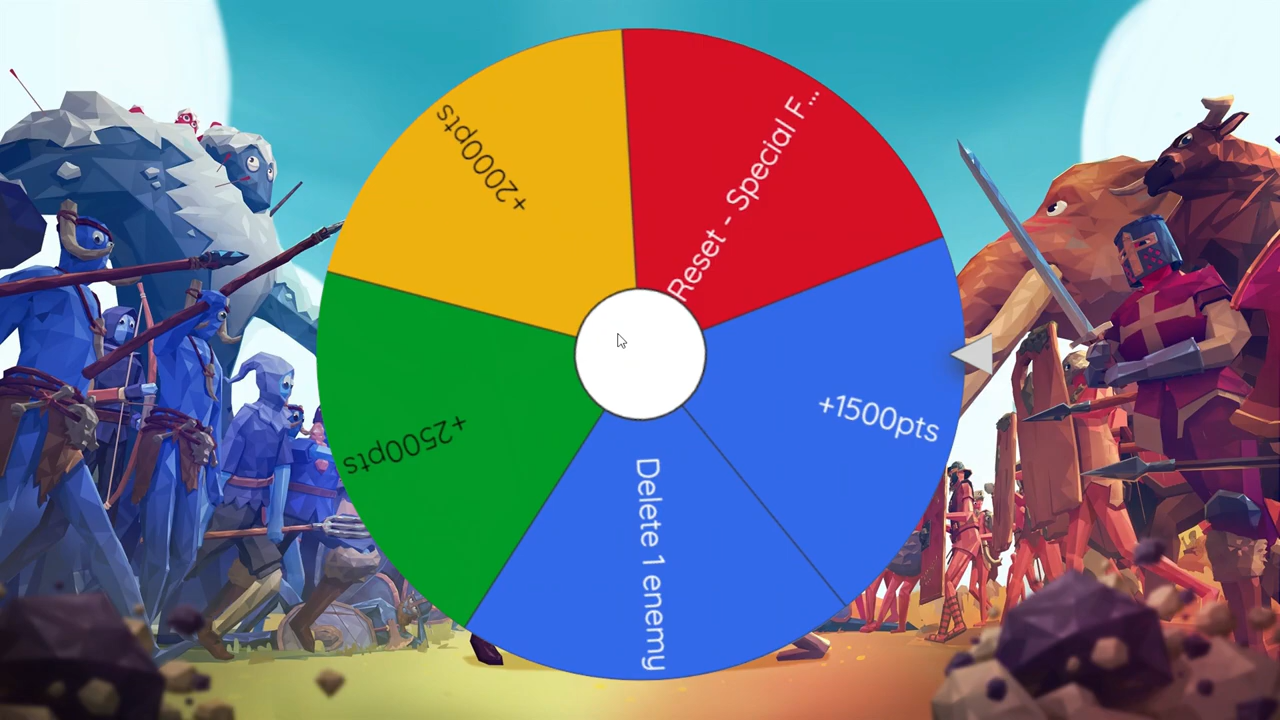 +2000pts
Reset - Special F...
+1500pts
+2500pts
Delete 1 enemy